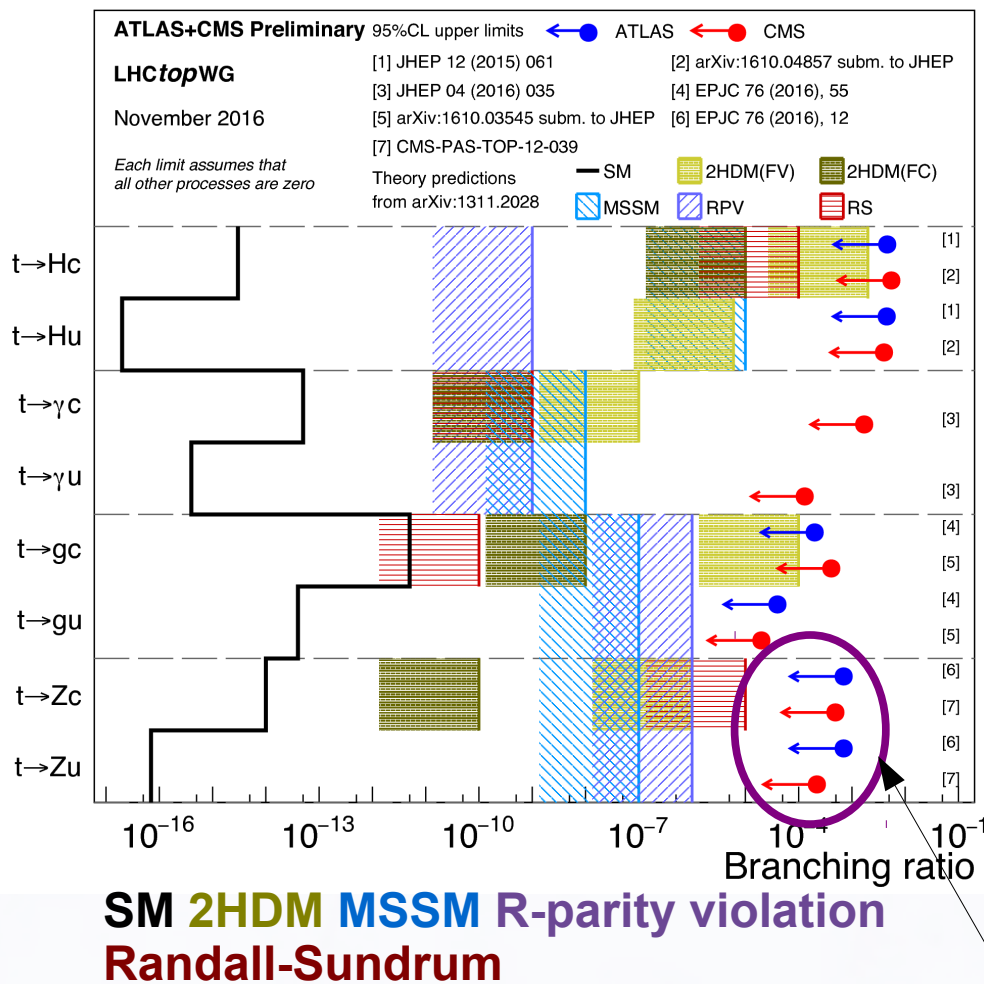 ATLAS+CMS Preliminary 95%CL upper limits ATLAS CMS
LHCtopWG
November 2016
Each limit assumes that
all other processes are zero
[1] JHEP 12 (2015) 061 [2] arXiv:1610.04857 subm. to JHEP
[3] JHEP 04 (2016) 035 [4] EPJC 76 (2016), 55
[5] arXiv:1610.03545 subm. to JHEP [6] EPJC 76 (2016), 12
[7] CMS-PAS-TOP-12-039
Theory predictions
from arXiv:1311.2028
SM 2HDM(FV) 2HDM(FC)
MSSM RPV RS
t→Hc [1]
[2]
t→Hu [1]
[2]
t→γc [3]
t→γu [3]
t→gc [4]
[5]
t→gu [4]
[5]
t→Zc [6]
[7]
t→Zu [6]
[7]
10⁻¹⁶ 10⁻¹³ 10⁻¹⁰ 10⁻⁷ 10⁻⁴ 10⁻¹
Branching ratio
SM 2HDM MSSM R-parity violation
Randall-Sundrum